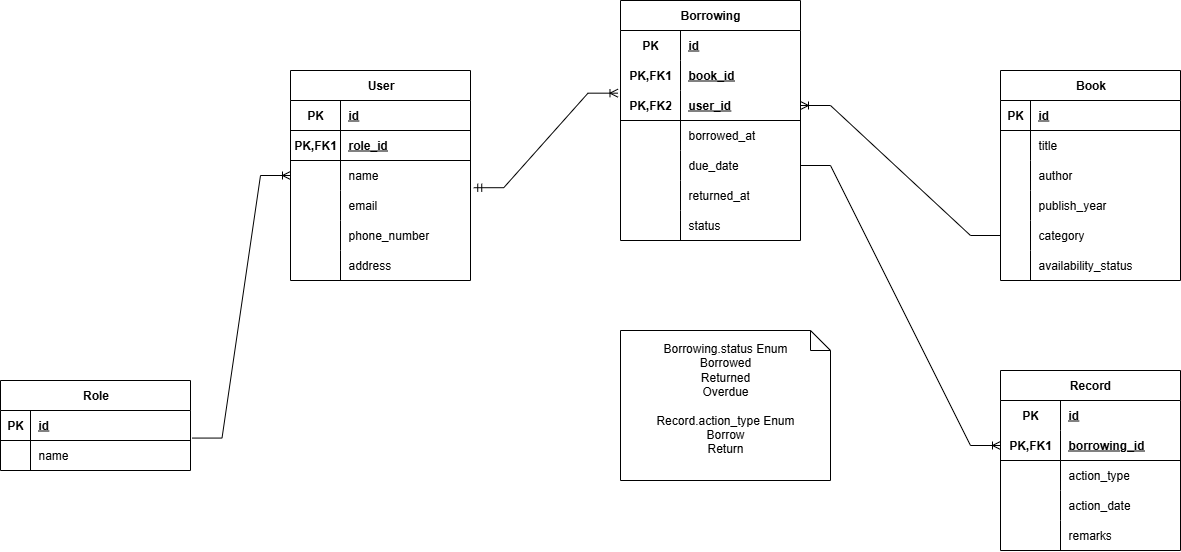 Borrowing
PK id
PK,FK1 book_id
PK,FK2 user_id
borrowed_at
due_date
returned_at
status
User
PK id
PK,FK1 role_id
name
email
phone_number
address
Book
PK id
title
author
publish_year
category
availability_status
Role
PK id
name
Borrowing.status Enum
Borrowed
Returned
Overdue
Record.action_type Enum
Borrow
Return
Record
PK id
PK,FK1 borrowing_id
action_type
action_date
remarks